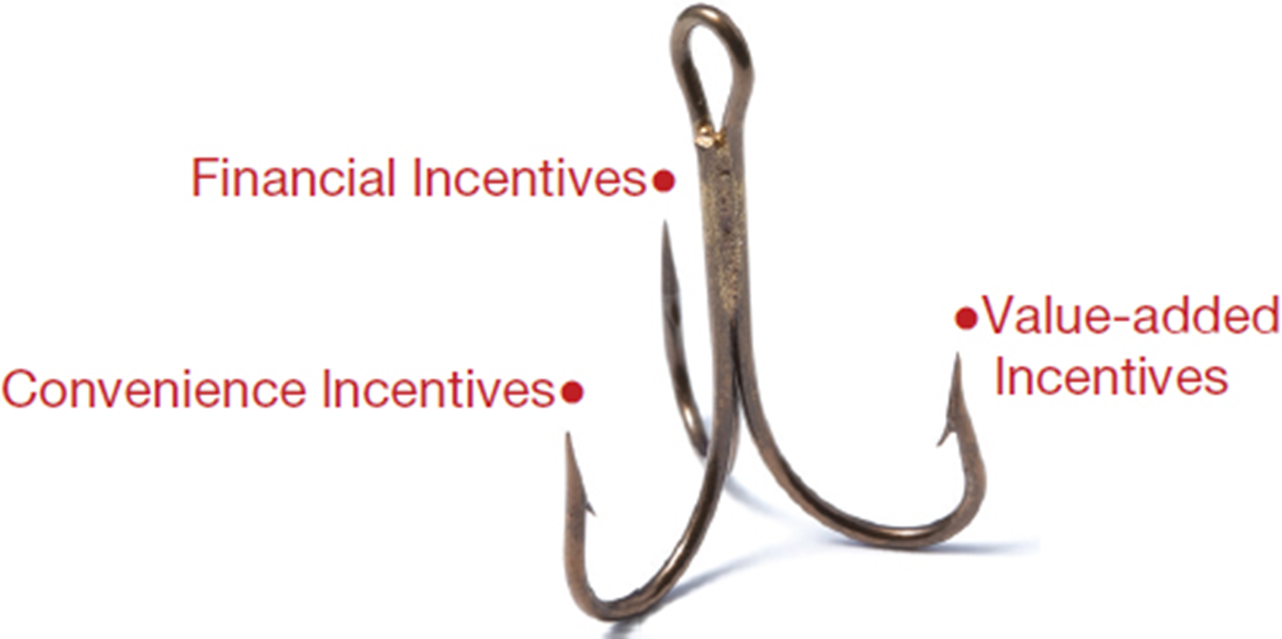 Financial Incentives
Value-added
Incentives
Convenience Incentives